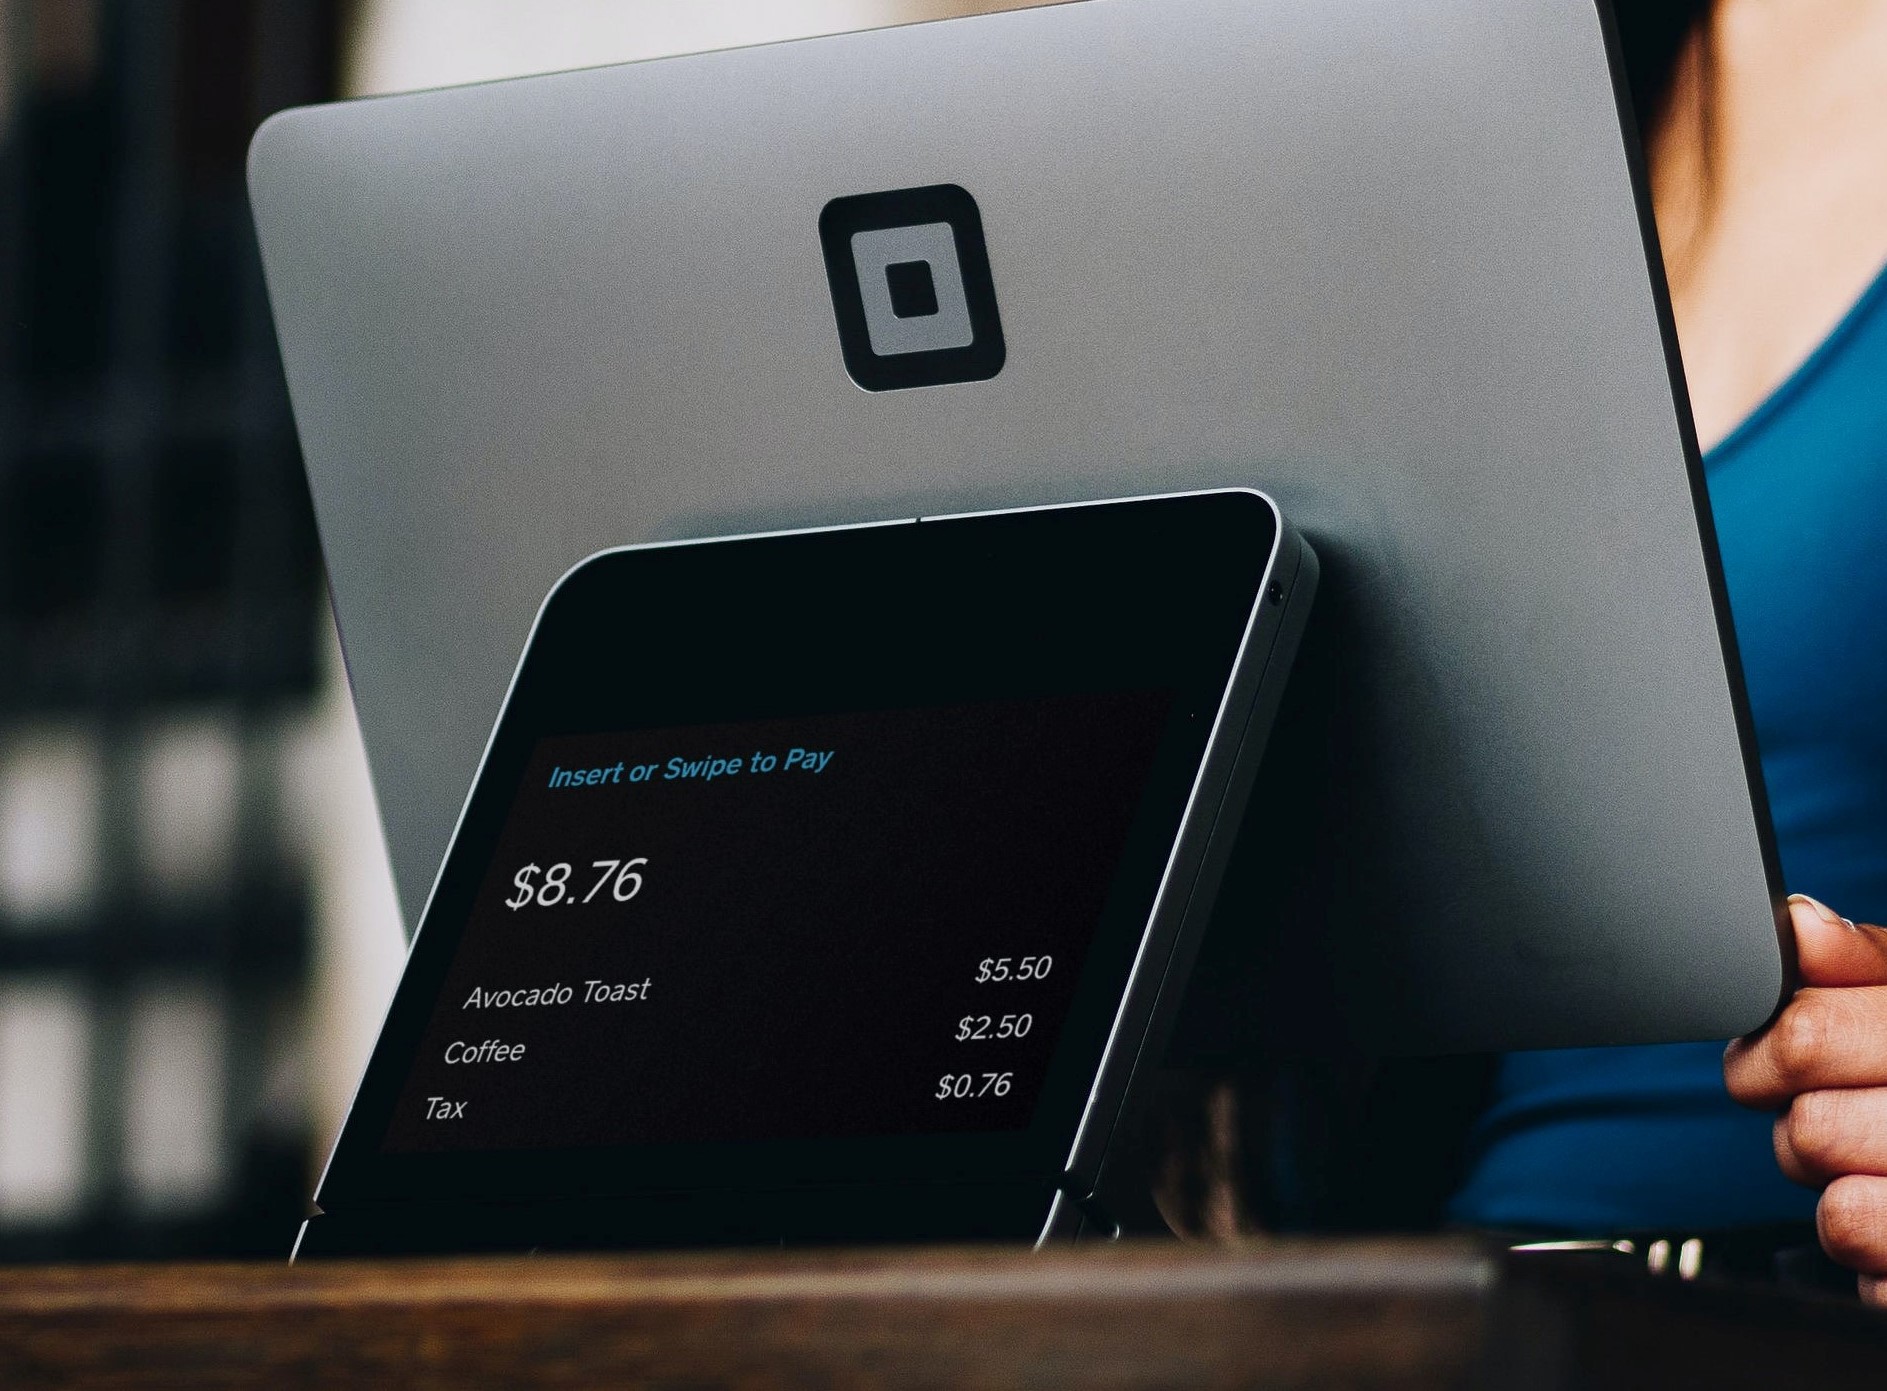 Insert or Swipe to Pay
$8.76
Avocado Toast $5.50
Coffee $2.50
Tax $0.76